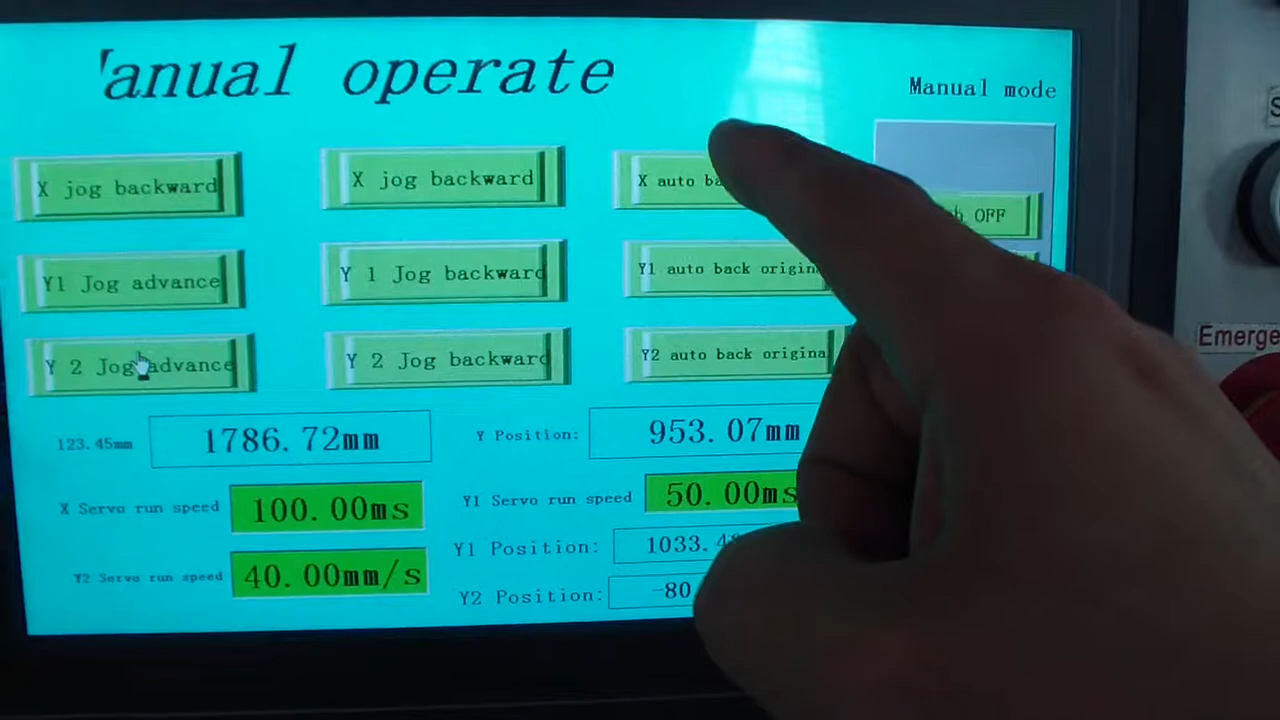 anual operate
Manual mode
X jog backward
X jog backward
X auto
OFF
Y1 Jog advance
Y 1 Jog backward
Y1 auto back
Y 2 Jog advance
Y 2 Jog backward
Y2 auto back origina
123.45mm
1786.72mm
Y Position:
953.07mm
X Servo run speed
100.00ms
Y1 Servo run speed
50.00ms
Y1 Position:
1033.4
Y2 Servo run speed
40.00mm/s
Y2 Position:
-80
Emerge